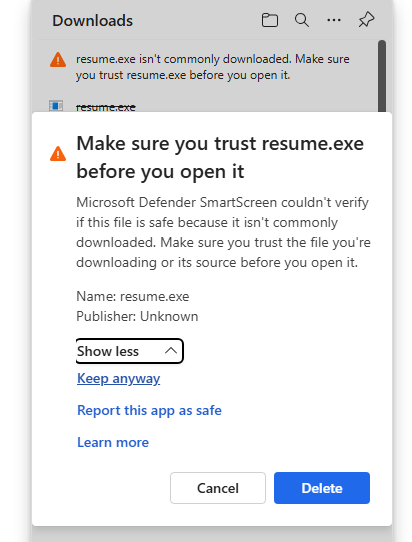 Downloads
resume.exe isn't commonly downloaded. Make sure
you trust resume.exe before you open it.
resume.exe
Make sure you trust resume.exe
before you open it
Microsoft Defender SmartScreen couldn't verify
if this file is safe because it isn't commonly
downloaded. Make sure you trust the file you're
downloading or its source before you open it.
Name: resume.exe
Publisher: Unknown
Show less
Keep anyway
Report this app as safe
Learn more
Cancel
Delete